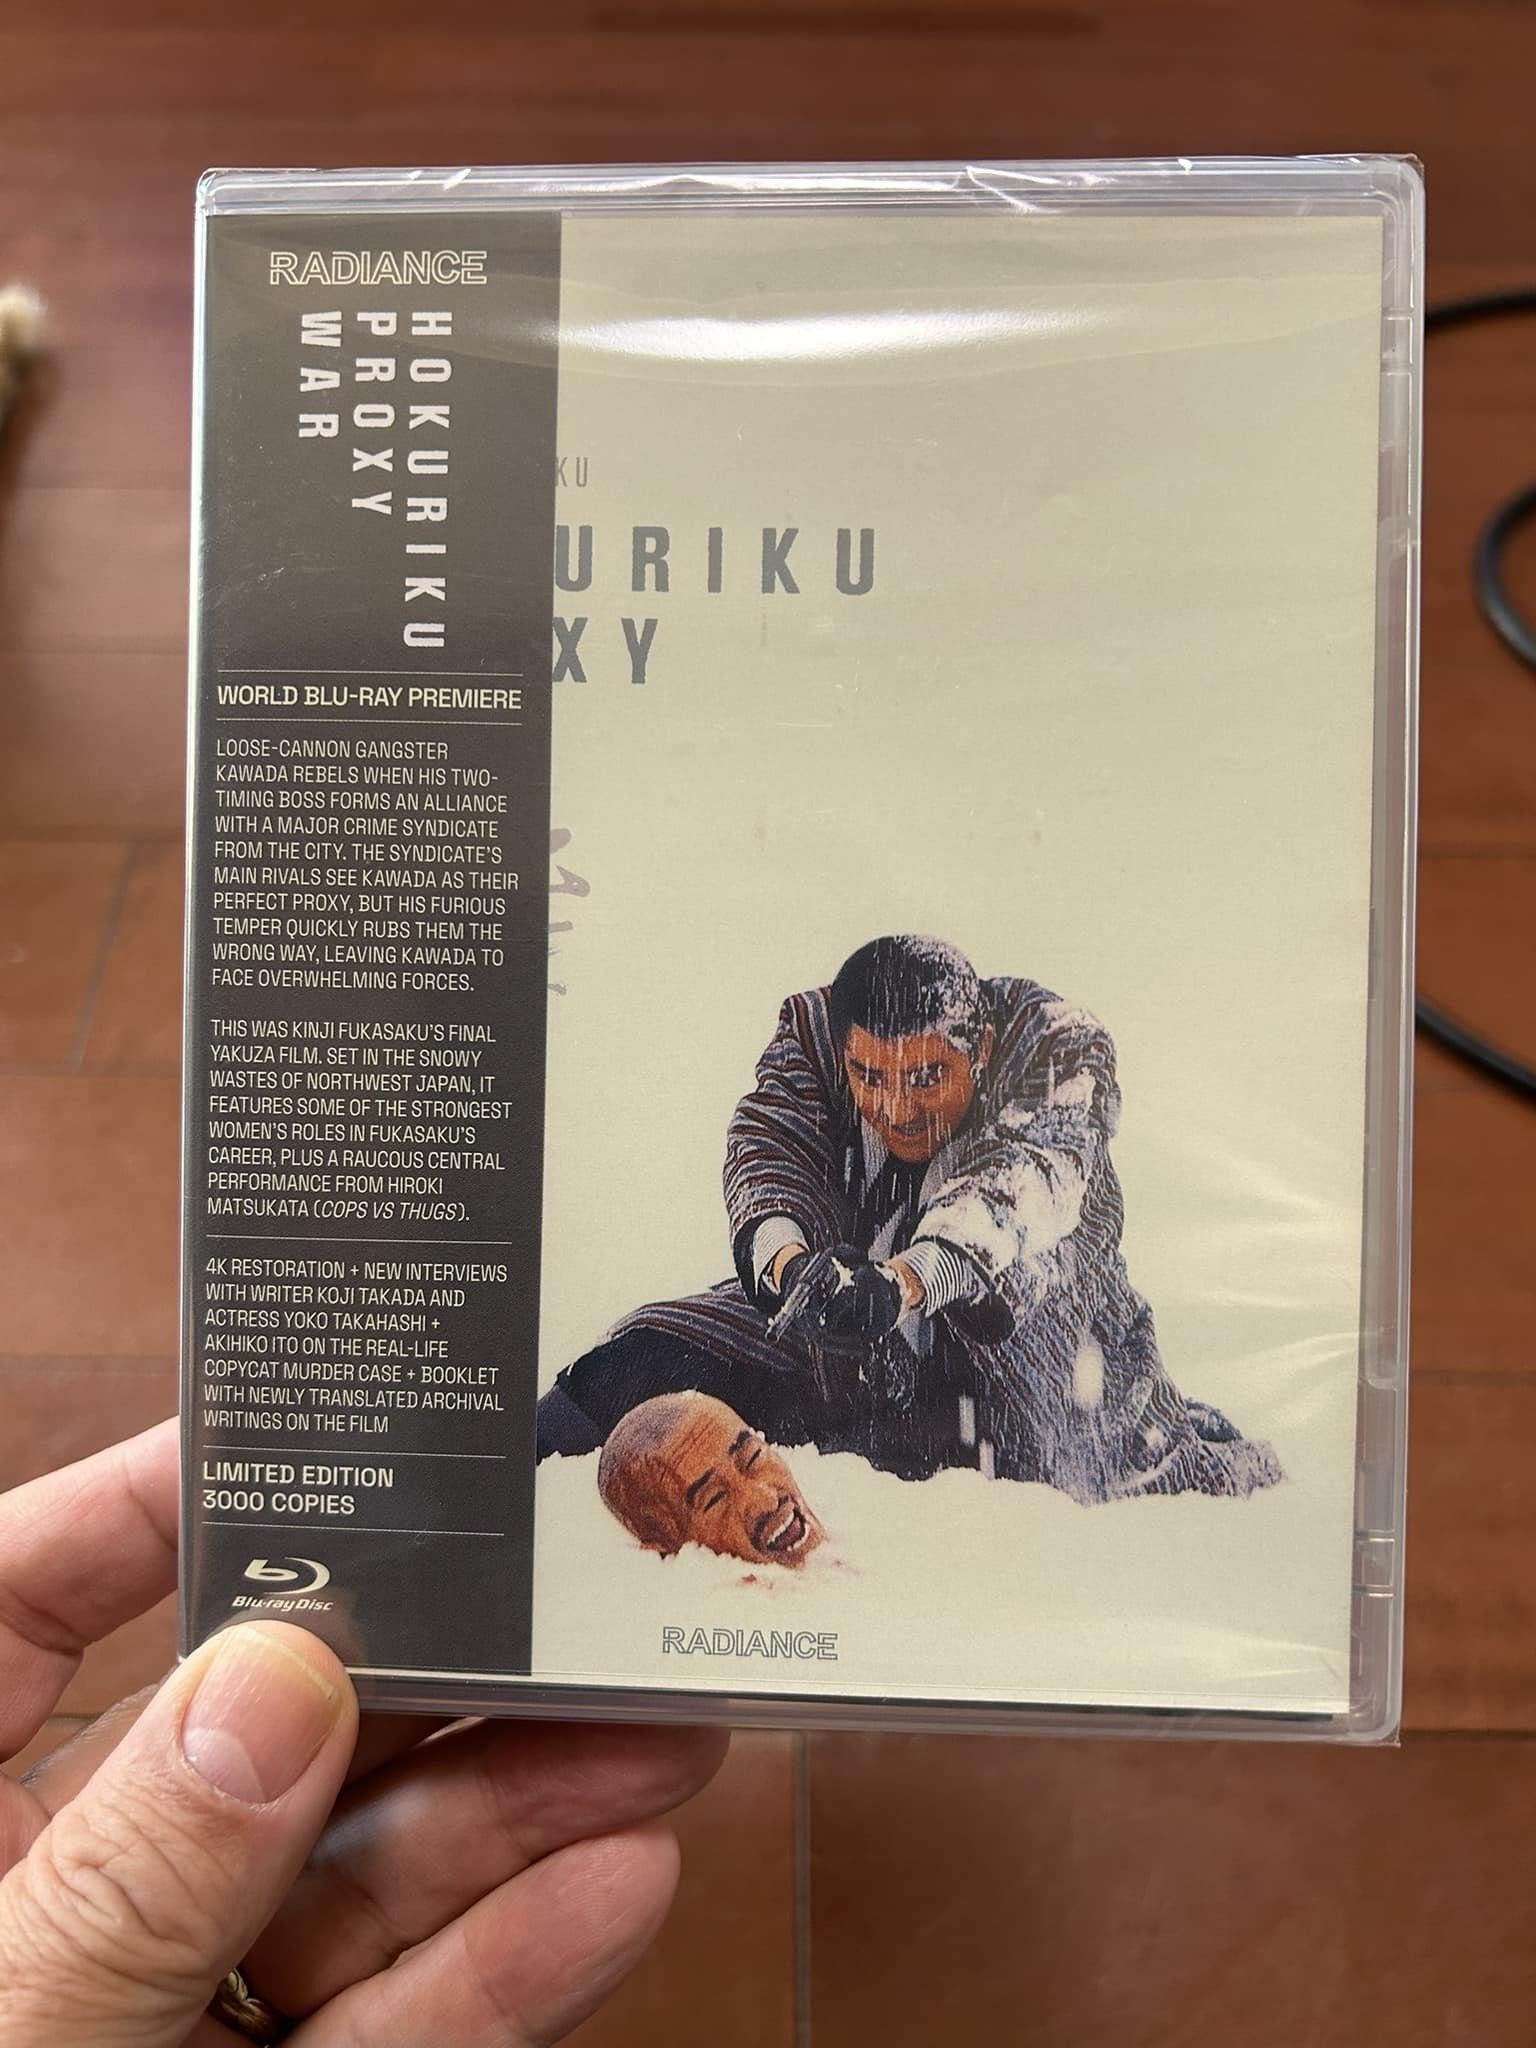 RADIANCE
HOKURIKU
PROXY
WAR
WORLD BLU-RAY PREMIERE
LOOSE-CANNON GANGSTER
KAWADA REBELS WHEN HIS TWO-
TIMING BOSS FORMS AN ALLIANCE
WITH A MAJOR CRIME SYNDICATE
FROM THE CITY. THE SYNDICATE'S
MAIN RIVALS SEE KAWADA AS THEIR
PERFECT PROXY, BUT HIS FURIOUS
TEMPER QUICKLY RUBS THEM THE
WRONG WAY, LEAVING KAWADA TO
FACE OVERWHELMING FORCES.
THIS WAS KINJI FUKASAKU'S FINAL
YAKUZA FILM. SET IN THE SNOWY
WASTES OF NORTHWEST JAPAN, IT
FEATURES SOME OF THE STRONGEST
WOMEN'S ROLES IN FUKASAKU'S
CAREER, PLUS A RAUCOUS CENTRAL
PERFORMANCE FROM HIROKI
MATSUKATA (COPS VS THUGS).
4K RESTORATION + NEW INTERVIEWS
WITH WRITER KOJI TAKADA AND
ACTRESS YOKO TAKAHASHI +
AKIHIKO ITO ON THE REAL-LIFE
COPYCAT MURDER CASE + BOOKLET
WITH NEWLY TRANSLATED ARCHIVAL
WRITINGS ON THE FILM
LIMITED EDITION
3000 COPIES
Blu-ray Disc
KU
URIKU
XY
RADIANCE